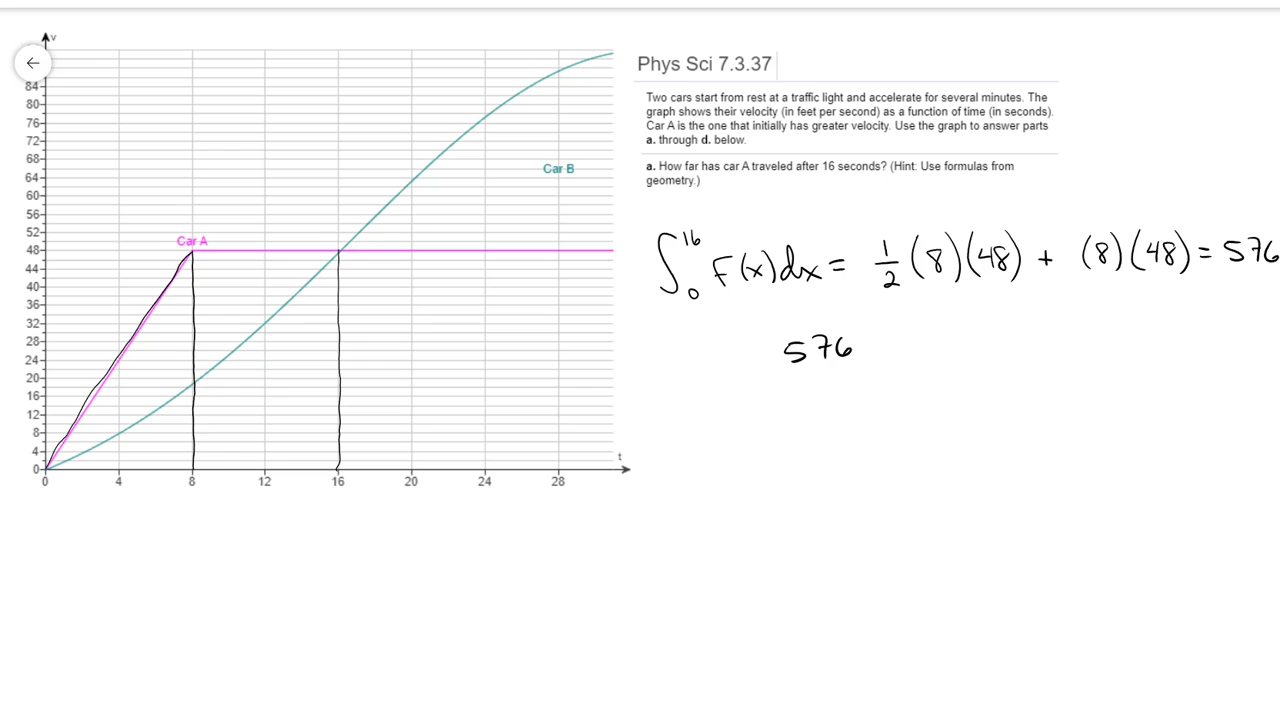 v
84
80
76
72
68
64
60
56
52
48
44
40
36
32
28
24
20
16
12
8
4
0
0 4 8 12 16 20 24 28
t
Car A
Car B
Phys Sci 7.3.37
Two cars start from rest at a traffic light and accelerate for several minutes. The
graph shows their velocity (in feet per second) as a function of time (in seconds).
Car A is the one that initially has greater velocity. Use the graph to answer parts
a. through d. below.
a. How far has car A traveled after 16 seconds? (Hint: Use formulas from
geometry.)
∫₀¹⁶ F(x)dx = 1/2 (8)(48) + (8)(48) = 576
576